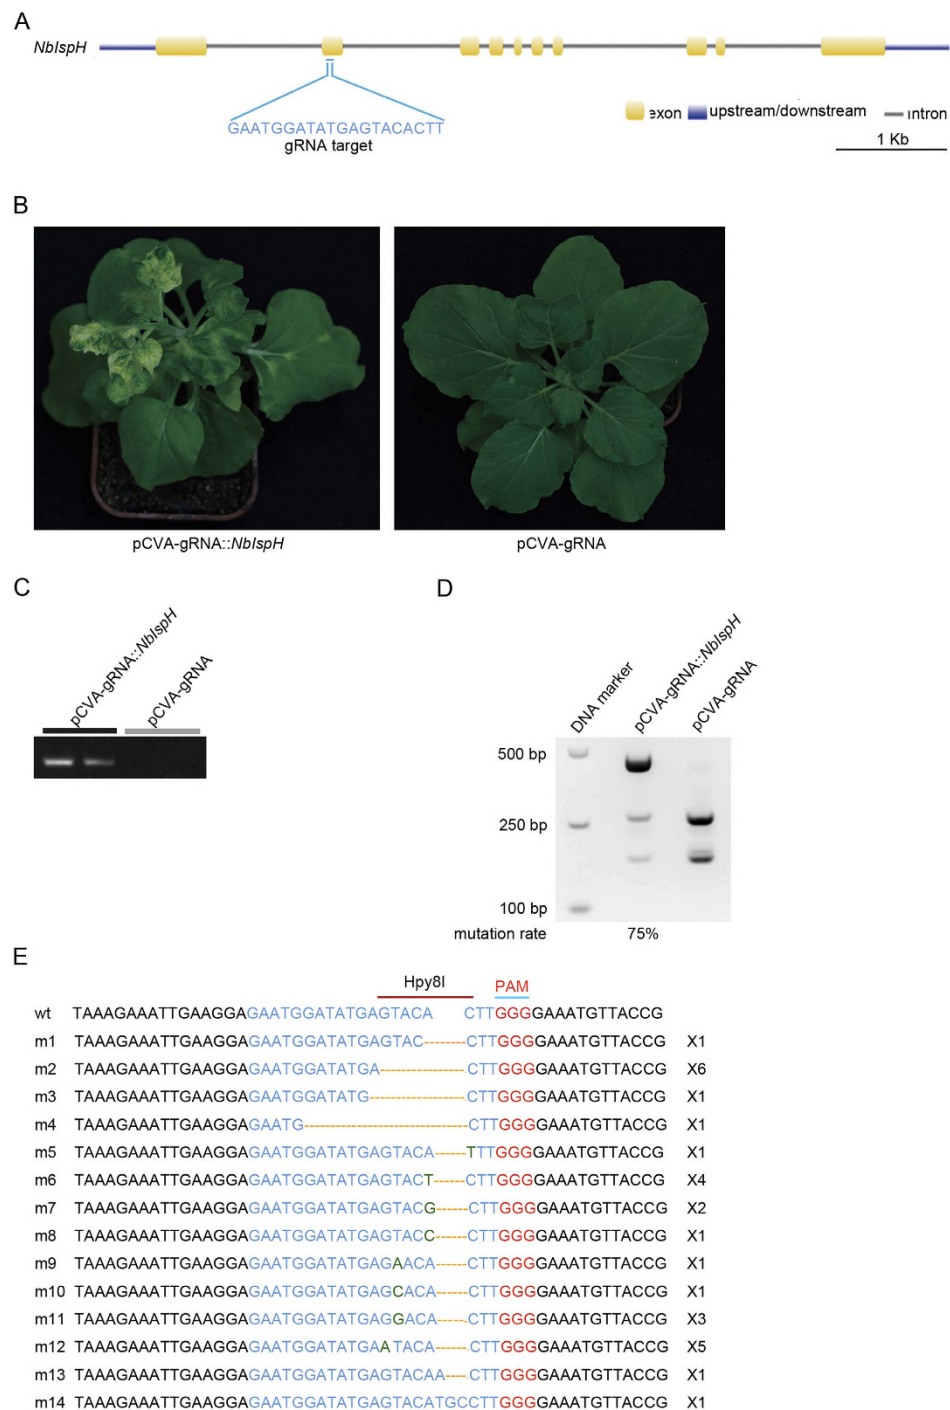 A
NbIspH
GAATGGATATGAGTACACTT
gRNA target
exon upstream/downstream intron
1 Kb
B
pCVA-gRNA::NbIspH pCVA-gRNA
C
pCVA-gRNA::NbIspH
pCVA-gRNA
D
DNA marker
pCVA-gRNA::NbIspH
pCVA-gRNA
500 bp
250 bp
100 bp
mutation rate 75%
E
Hpy8I PAM
wt TAAAGAAATTGAAGGAGAATGGATATGAGTACA CTTGGGGAAATGTTACCG
m1 TAAAGAAATTGAAGGAGAATGGATATGAGTAC-------CTTGGGGAAATGTTACCG X1
m2 TAAAGAAATTGAAGGAGAATGGATATGA--------------CTTGGGGAAATGTTACCG X6
m3 TAAAGAAATTGAAGGAGAATGGATATG----------------CTTGGGGAAATGTTACCG X1
m4 TAAAGAAATTGAAGGAGAATG---------------------------CTTGGGGAAATGTTACCG X1
m5 TAAAGAAATTGAAGGAGAATGGATATGAGTACA-----TTTGGGGAAATGTTACCG X1
m6 TAAAGAAATTGAAGGAGAATGGATATGAGTACT-----CTTGGGGAAATGTTACCG X4
m7 TAAAGAAATTGAAGGAGAATGGATATGAGTACG-----CTTGGGGAAATGTTACCG X2
m8 TAAAGAAATTGAAGGAGAATGGATATGAGTACC-----CTTGGGGAAATGTTACCG X1
m9 TAAAGAAATTGAAGGAGAATGGATATGAGAACA-----CTTGGGGAAATGTTACCG X1
m10 TAAAGAAATTGAAGGAGAATGGATATGAGCACA-----CTTGGGGAAATGTTACCG X1
m11 TAAAGAAATTGAAGGAGAATGGATATGAGGACA-----CTTGGGGAAATGTTACCG X3
m12 TAAAGAAATTGAAGGAGAATGGATATGAATACA-----CTTGGGGAAATGTTACCG X5
m13 TAAAGAAATTGAAGGAGAATGGATATGAGTACAA----CTTGGGGAAATGTTACCG X1
m14 TAAAGAAATTGAAGGAGAATGGATATGAGTACATGCCTTGGGGAAATGTTACCG X1